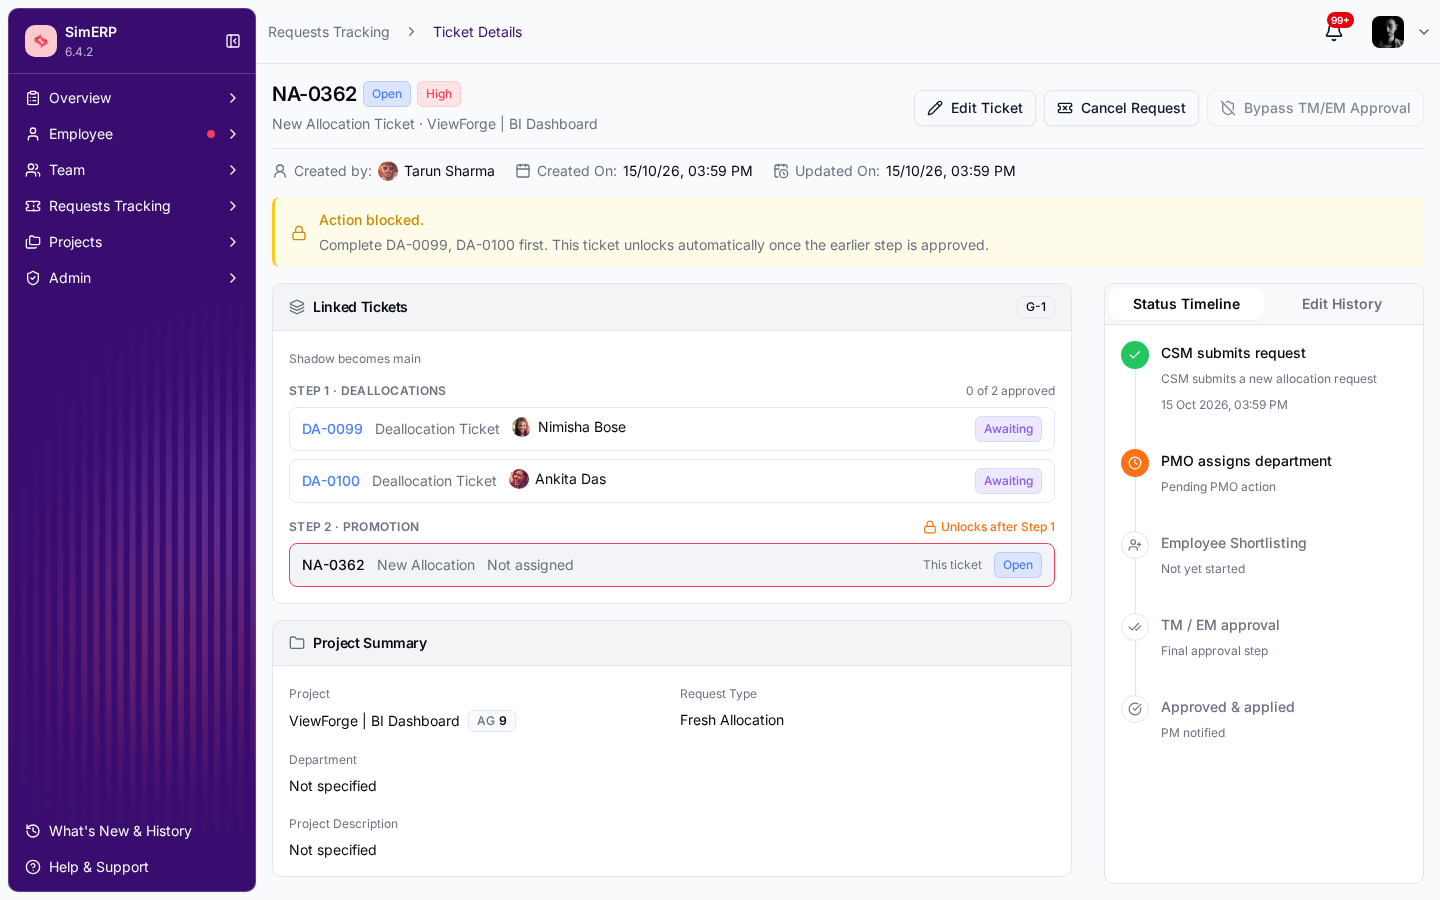 SimERP
6.4.2
Overview
Employee
Team
Requests Tracking
Projects
Admin
What's New & History
Help & Support
Requests Tracking
Ticket Details
99+
NA-0362
Open
High
New Allocation Ticket · ViewForge | BI Dashboard
Edit Ticket
Cancel Request
Bypass TM/EM Approval
Created by: Tarun Sharma
Created On: 15/10/26, 03:59 PM
Updated On: 15/10/26, 03:59 PM
Action blocked.
Complete DA-0099, DA-0100 first. This ticket unlocks automatically once the earlier step is approved.
Linked Tickets
G-1
Shadow becomes main
STEP 1 · DEALLOCATIONS
0 of 2 approved
DA-0099 Deallocation Ticket Nimisha Bose Awaiting
DA-0100 Deallocation Ticket Ankita Das Awaiting
STEP 2 · PROMOTION
Unlocks after Step 1
NA-0362 New Allocation Not assigned This ticket Open
Project Summary
Project
ViewForge | BI Dashboard AG 9
Request Type
Fresh Allocation
Department
Not specified
Project Description
Not specified
Status Timeline
Edit History
CSM submits request
CSM submits a new allocation request
15 Oct 2026, 03:59 PM
PMO assigns department
Pending PMO action
Employee Shortlisting
Not yet started
TM / EM approval
Final approval step
Approved & applied
PM notified